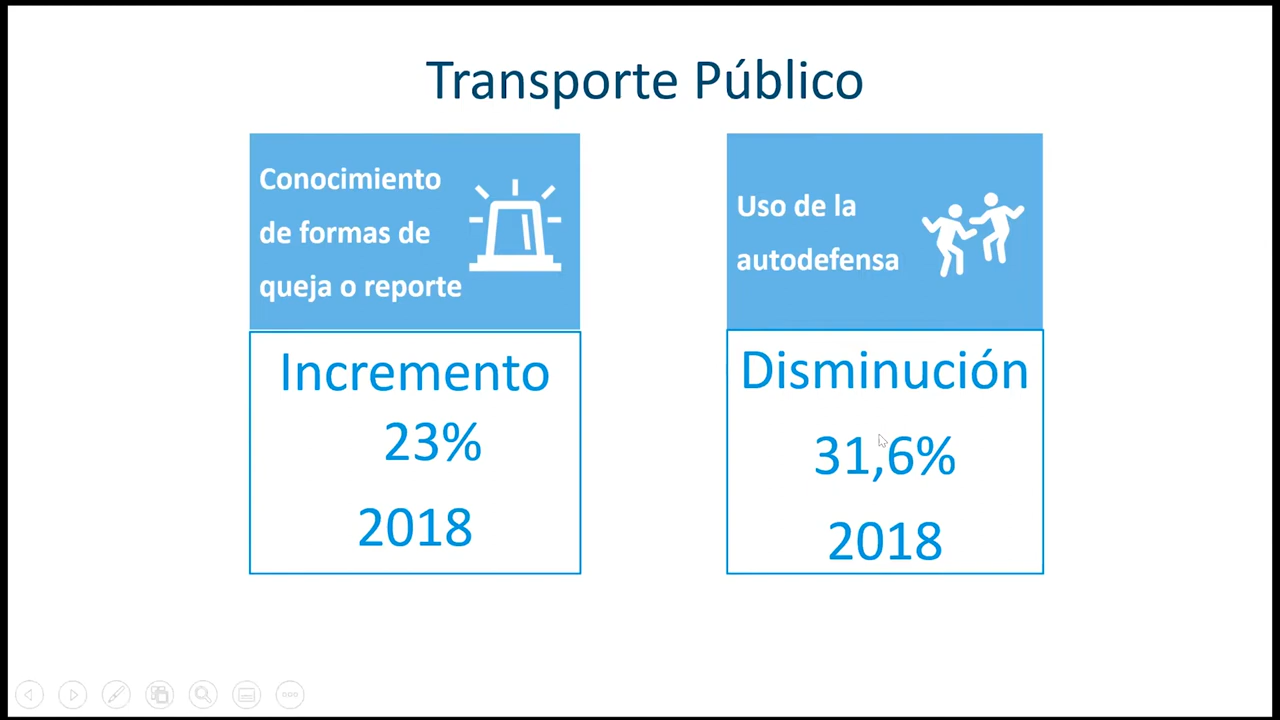 Transporte Público
Conocimiento
de formas de
queja o reporte
Incremento
23%
2018
Uso de la
autodefensa
Disminución
31,6%
2018